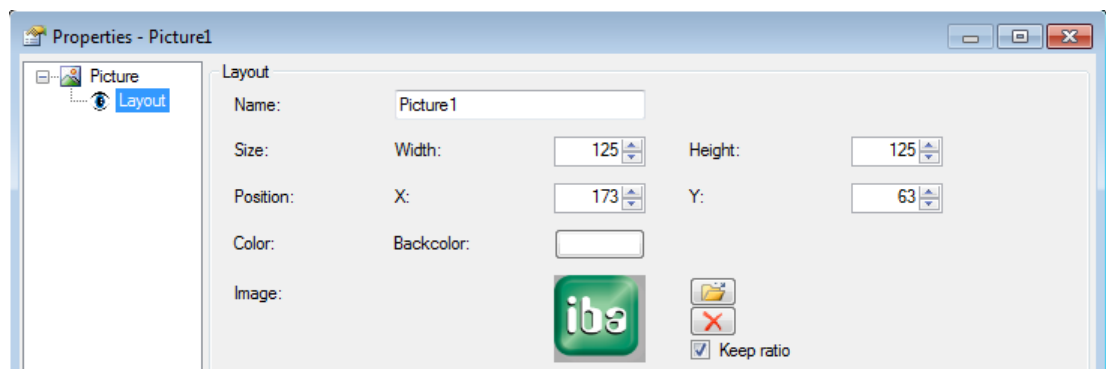 Properties - Picture1
Picture
Layout
Layout
Name: Picture1
Size: Width: 125 Height: 125
Position: X: 173 Y: 63
Color: Backcolor:
Image: iba
Keep ratio